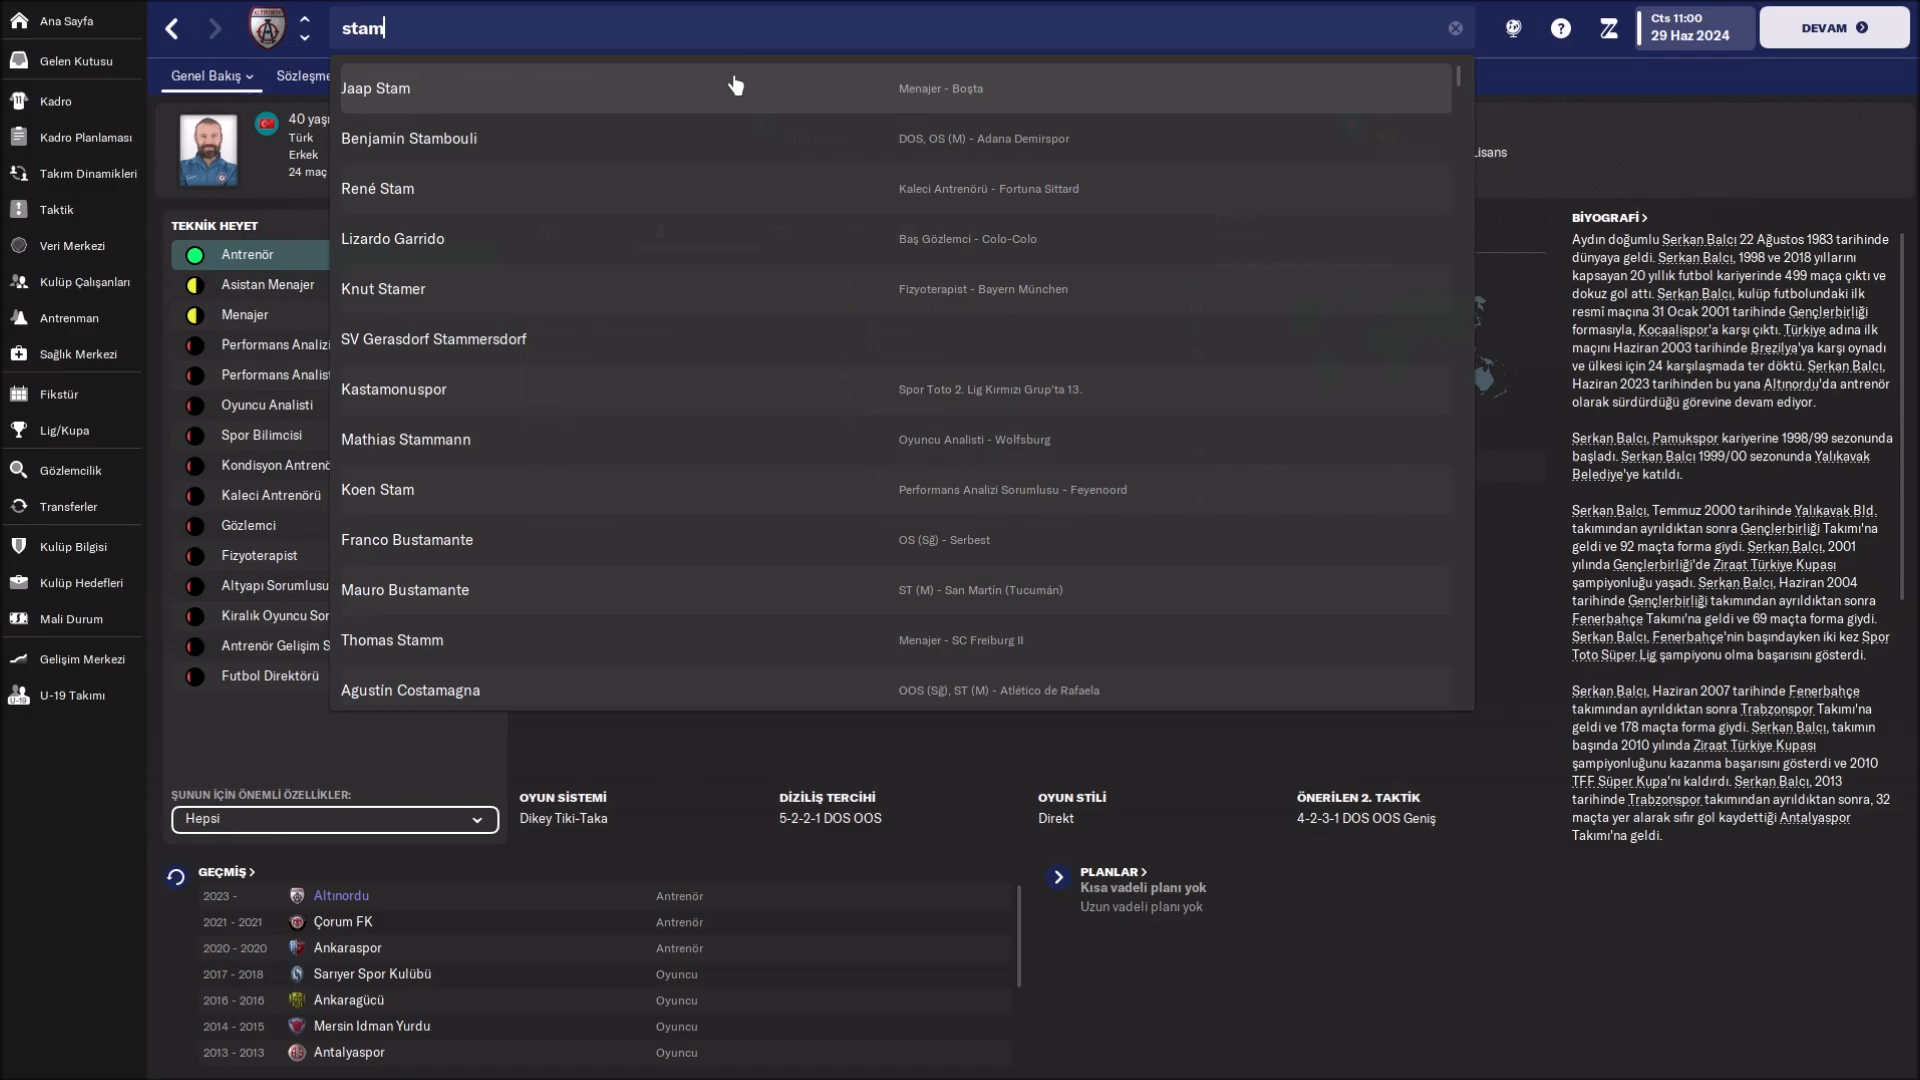 Ana Sayfa
Gelen Kutusu
Kadro
Kadro Planlaması
Takım Dinamikleri
Taktik
Veri Merkezi
Kulüp Çalışanları
Antrenman
Sağlık Merkezi
Fikstür
Lig/Kupa
Gözlemcilik
Transferler
Kulüp Bilgisi
Kulüp Hedefleri
Mali Durum
Gelişim Merkezi
U-19 Takımı
stam
Cts 11:00
29 Haz 2024
DEVAM
Genel Bakış
Sözleşme
40 yaşı
Türk
Erkek
24 maç
Lisans
Jaap Stam Menajer - Boşta
Benjamin Stambouli DOS, OS (M) - Adana Demirspor
René Stam Kaleci Antrenörü - Fortuna Sittard
Lizardo Garrido Baş Gözlemci - Colo-Colo
Knut Stamer Fizyoterapist - Bayern München
SV Gerasdorf Stammersdorf
Kastamonuspor Spor Toto 2. Lig Kırmızı Grup'ta 13.
Mathias Stammann Oyuncu Analisti - Wolfsburg
Koen Stam Performans Analizi Sorumlusu - Feyenoord
Franco Bustamante OS (Sğ) - Serbest
Mauro Bustamante ST (M) - San Martín (Tucumán)
Thomas Stamm Menajer - SC Freiburg II
Agustín Costamagna OOS (Sğ), ST (M) - Atlético de Rafaela
TEKNİK HEYET
Antrenör
Asistan Menajer
Menajer
Performans Analizi
Performans Analist
Oyuncu Analisti
Spor Bilimcisi
Kondisyon Antrenö
Kaleci Antrenörü
Gözlemci
Fizyoterapist
Altyapı Sorumlusu
Kiralık Oyuncu Sor
Antrenör Gelişim S
Futbol Direktörü
ŞUNUN İÇİN ÖNEMLİ ÖZELLİKLER:
Hepsi
OYUN SİSTEMİ
Dikey Tiki-Taka
DİZİLİŞ TERCİHİ
5-2-2-1 DOS OOS
OYUN STİLİ
Direkt
ÖNERİLEN 2. TAKTİK
4-2-3-1 DOS OOS Geniş
GEÇMİŞ
2023 - Altınordu Antrenör
2021 - 2021 Çorum FK Antrenör
2020 - 2020 Ankaraspor Antrenör
2017 - 2018 Sarıyer Spor Kulübü Oyuncu
2016 - 2016 Ankaragücü Oyuncu
2014 - 2015 Mersin Idman Yurdu Oyuncu
2013 - 2013 Antalyaspor Oyuncu
PLANLAR
Kısa vadeli planı yok
Uzun vadeli planı yok
BİYOGRAFİ
Aydın doğumlu Serkan Balcı 22 Ağustos 1983 tarihinde
dünyaya geldi. Serkan Balcı, 1998 ve 2018 yıllarını
kapsayan 20 yıllık futbol kariyerinde 499 maça çıktı ve
dokuz gol attı. Serkan Balcı, kulüp futbolundaki ilk
resmî maçına 31 Ocak 2001 tarihinde Gençlerbirliği
formasıyla, Kocaalispor'a karşı çıktı. Türkiye adına ilk
maçını Haziran 2003 tarihinde Brezilya'ya karşı oynadı
ve ülkesi için 24 karşılaşmada ter döktü. Serkan Balcı,
Haziran 2023 tarihinden bu yana Altınordu'da antrenör
olarak sürdürdüğü görevine devam ediyor.
Serkan Balcı, Pamukspor kariyerine 1998/99 sezonunda
başladı. Serkan Balcı 1999/00 sezonunda Yalıkavak
Belediye'ye katıldı.
Serkan Balcı, Temmuz 2000 tarihinde Yalıkavak Bld.
takımından ayrıldıktan sonra Gençlerbirliği Takımı'na
geldi ve 92 maçta forma giydi. Serkan Balcı, 2001
yılında Gençlerbirliği'de Ziraat Türkiye Kupası
şampiyonluğu yaşadı. Serkan Balcı, Haziran 2004
tarihinde Gençlerbirliği takımından ayrıldıktan sonra
Fenerbahçe Takımı'na geldi ve 69 maçta forma giydi.
Serkan Balcı, Fenerbahçe'nin başındayken iki kez Spor
Toto Süper Lig şampiyonu olma başarısını gösterdi.
Serkan Balcı, Haziran 2007 tarihinde Fenerbahçe
takımından ayrıldıktan sonra Trabzonspor Takımı'na
geldi ve 178 maçta forma giydi. Serkan Balcı, takımın
başında 2010 yılında Ziraat Türkiye Kupası
şampiyonluğunu kazanma başarısını gösterdi ve 2010
TFF Süper Kupa'nı kaldırdı. Serkan Balcı, 2013
tarihinde Trabzonspor takımından ayrıldıktan sonra, 32
maçta yer alarak sıfır gol kaydettiği Antalyaspor
Takımı'na geldi.